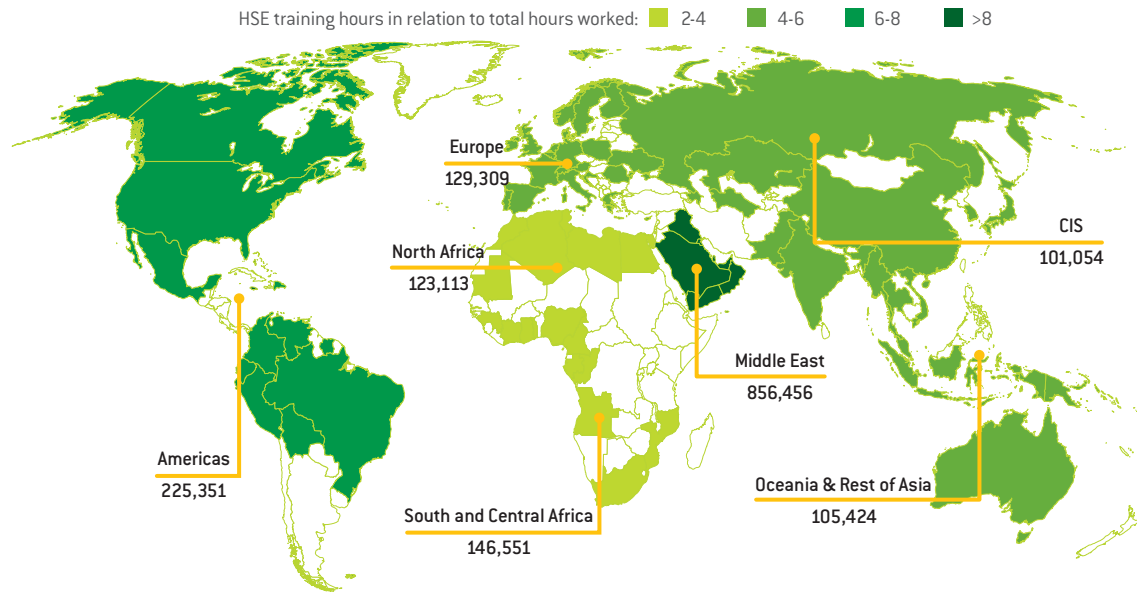 HSE training hours in relation to total hours worked: 2-4 4-6 6-8 >8
Europe
129,309
CIS
101,054
North Africa
123,113
Middle East
856,456
Americas
225,351
Oceania & Rest of Asia
105,424
South and Central Africa
146,551